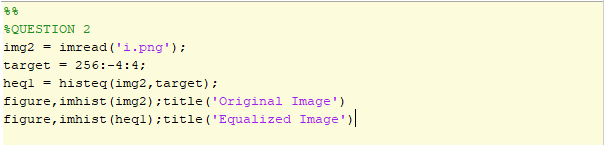 %%
%QUESTION 2
img2 = imread('i.png');
target = 256:-4:4;
heq1 = histeq(img2,target);
figure,imhist(img2);title('Original Image')
figure,imhist(heq1);title('Equalized Image')